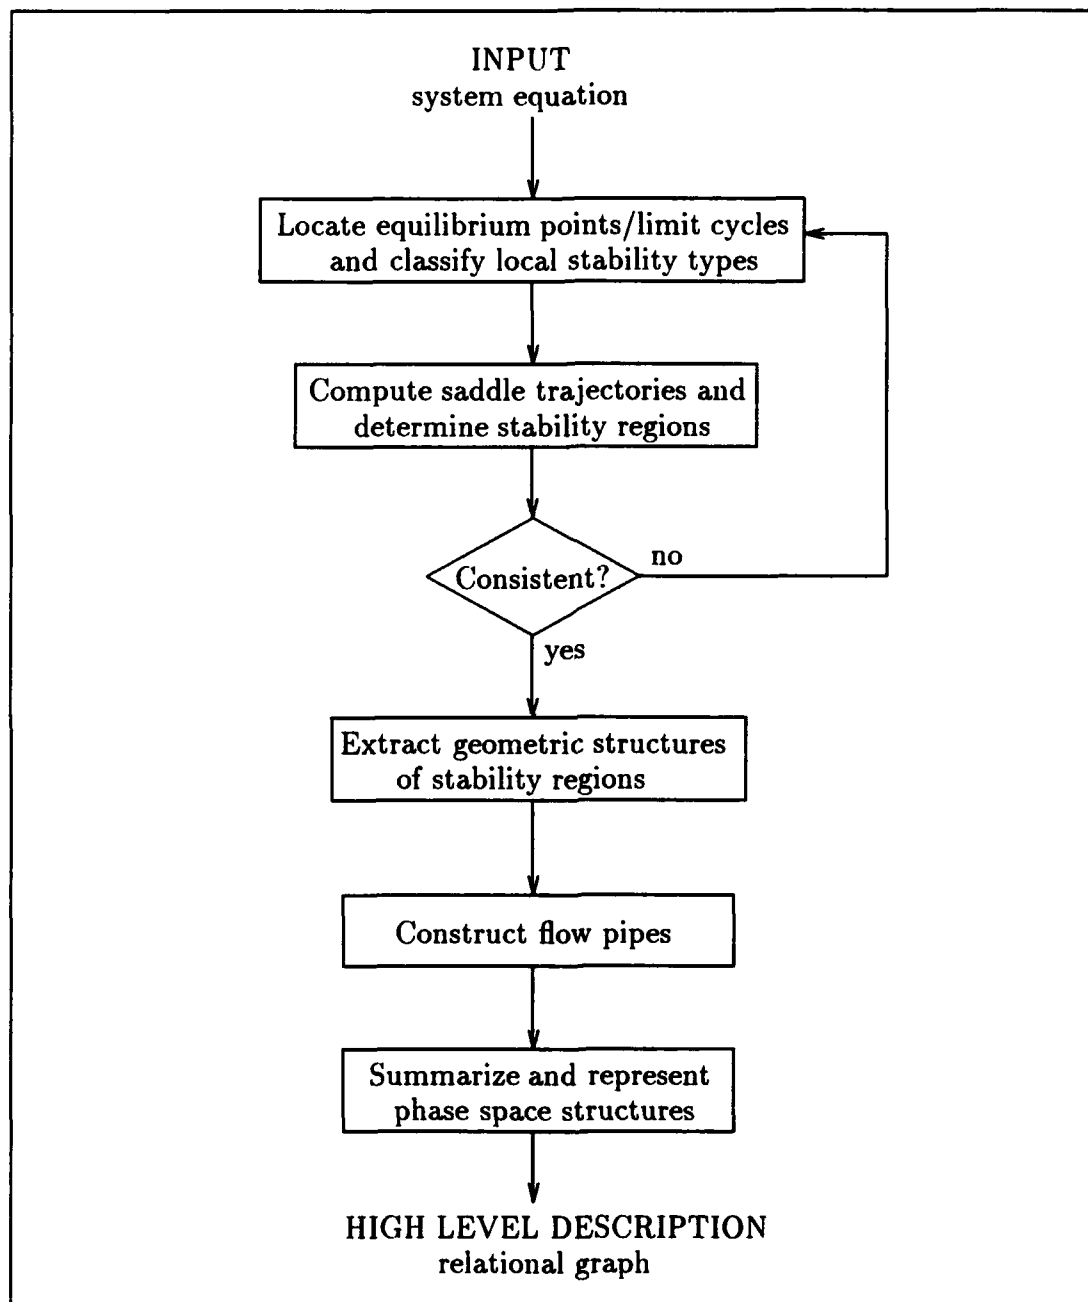 INPUT
system equation
Locate equilibrium points/limit cycles
and classify local stability types
Compute saddle trajectories and
determine stability regions
Consistent?
no
yes
Extract geometric structures
of stability regions
Construct flow pipes
Summarize and represent
phase space structures
HIGH LEVEL DESCRIPTION
relational graph